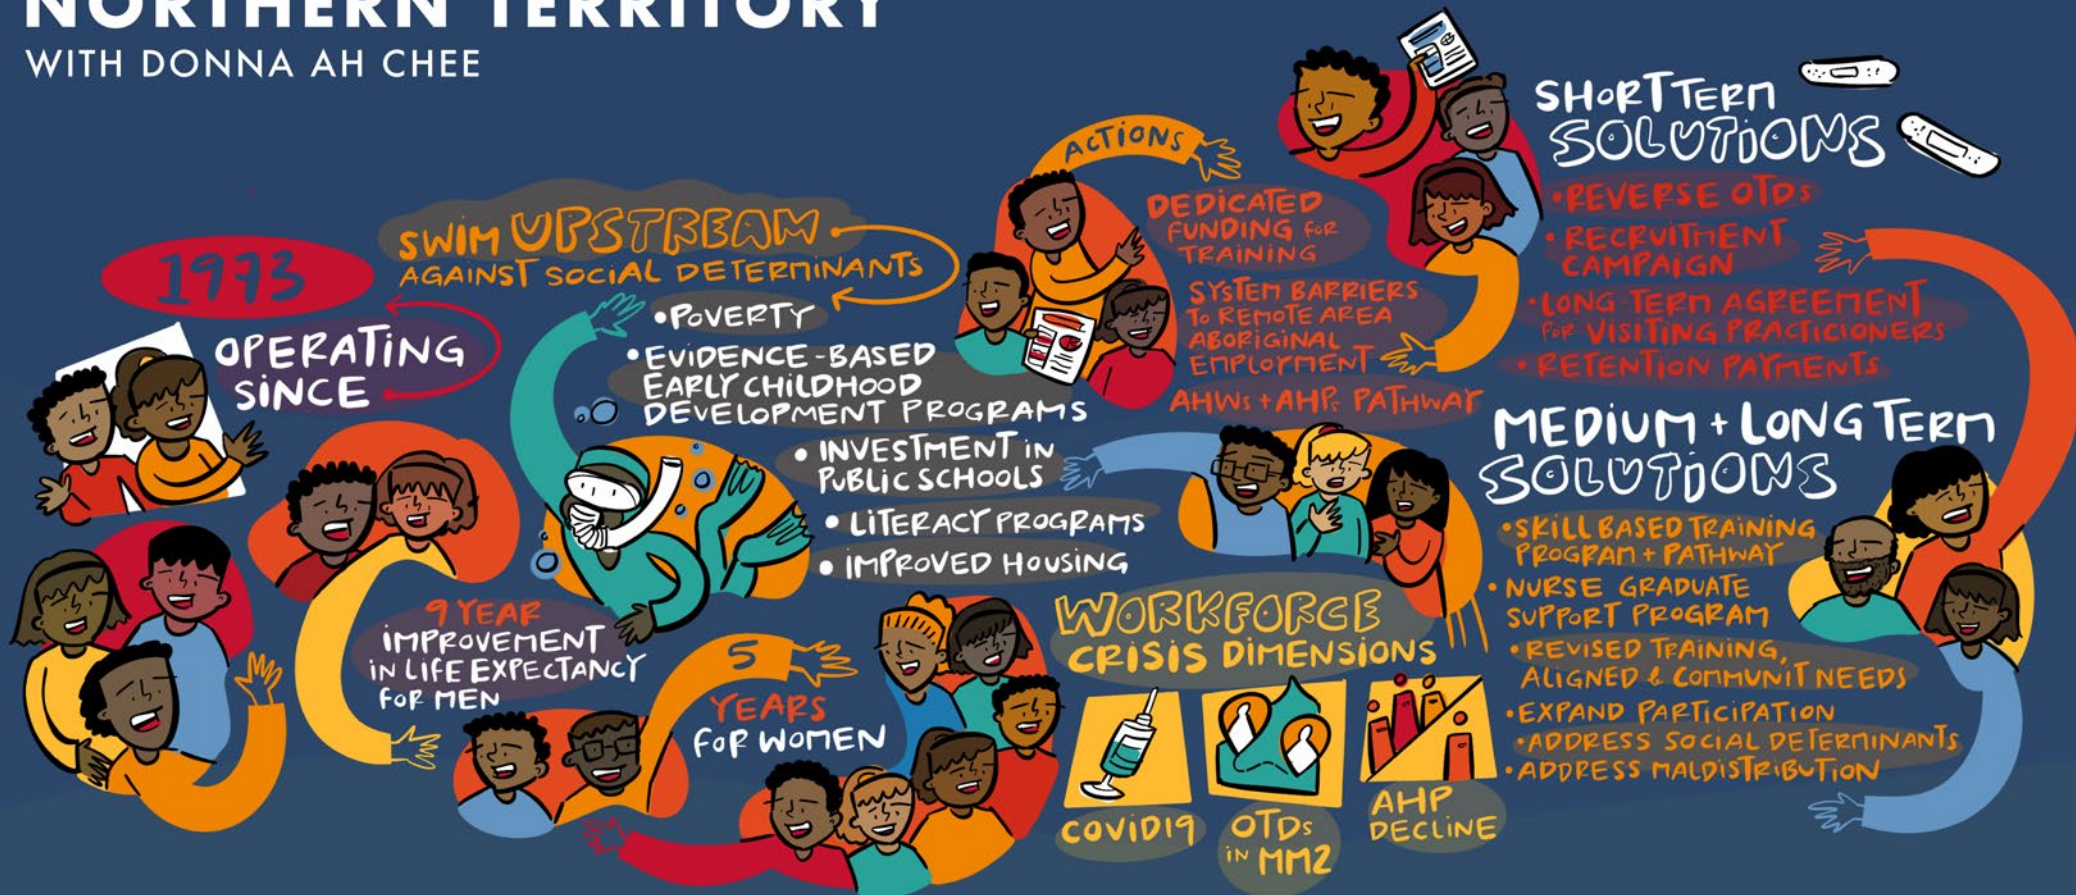 NORTHERN TERRITORY
WITH DONNA AH CHEE
1973
OPERATING
SINCE
SWIM UPSTREAM
AGAINST SOCIAL DETERMINANTS
• POVERTY
• EVIDENCE-BASED
EARLY CHILDHOOD
DEVELOPMENT PROGRAMS
• INVESTMENT IN
PUBLIC SCHOOLS
• LITERACY PROGRAMS
• IMPROVED HOUSING
9 YEAR
IMPROVEMENT
IN LIFE EXPECTANCY
FOR MEN
5
YEARS
FOR WOMEN
ACTIONS
DEDICATED
FUNDING FOR
TRAINING
SYSTEM BARRIERS
TO REMOTE AREA
ABORIGINAL
EMPLOYMENT
AHWs + AHPs PATHWAY
WORKFORCE
CRISIS DIMENSIONS
COVID19
OTDs
IN MM2
AHP
DECLINE
SHORT TERM
SOLUTIONS
• REVERSE OTDs
• RECRUITMENT
CAMPAIGN
• LONG-TERM AGREEMENT
FOR VISITING PRACTICIONERS
• RETENTION PAYMENTS
MEDIUM + LONG TERM
SOLUTIONS
• SKILL BASED TRAINING
PROGRAM + PATHWAY
• NURSE GRADUATE
SUPPORT PROGRAM
• REVISED TRAINING,
ALIGNED & COMMUNIT NEEDS
• EXPAND PARTICIPATION
• ADDRESS SOCIAL DETERMINANTS
• ADDRESS MALDISTRIBUTION